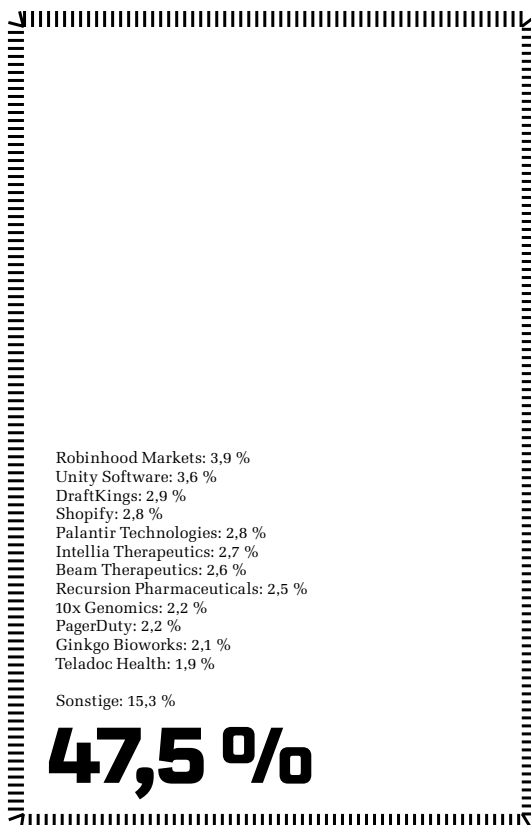 Robinhood Markets: 3,9 %
Unity Software: 3,6 %
DraftKings: 2,9 %
Shopify: 2,8 %
Palantir Technologies: 2,8 %
Intellia Therapeutics: 2,7 %
Beam Therapeutics: 2,6 %
Recursion Pharmaceuticals: 2,5 %
10x Genomics: 2,2 %
PagerDuty: 2,2 %
Ginkgo Bioworks: 2,1 %
Teladoc Health: 1,9 %
Sonstige: 15,3 %
47,5 %